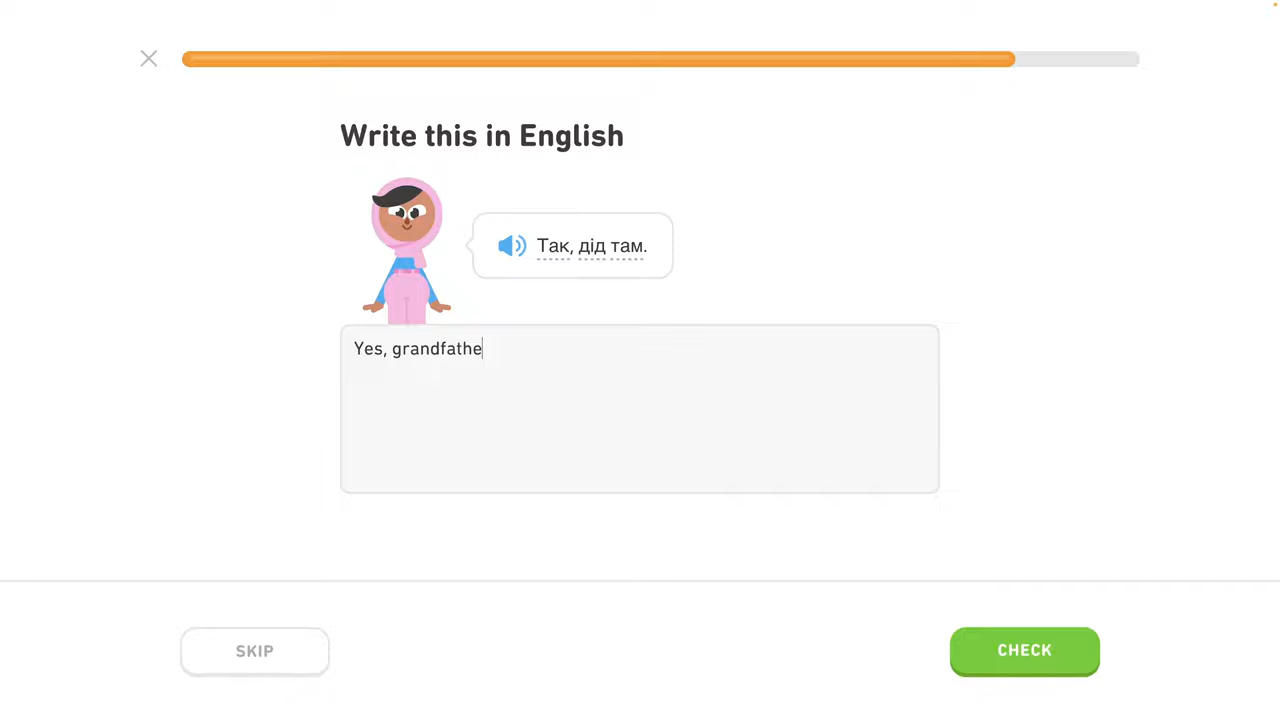 Write this in English
Так, дід там.
Yes, grandfathe
SKIP
CHECK